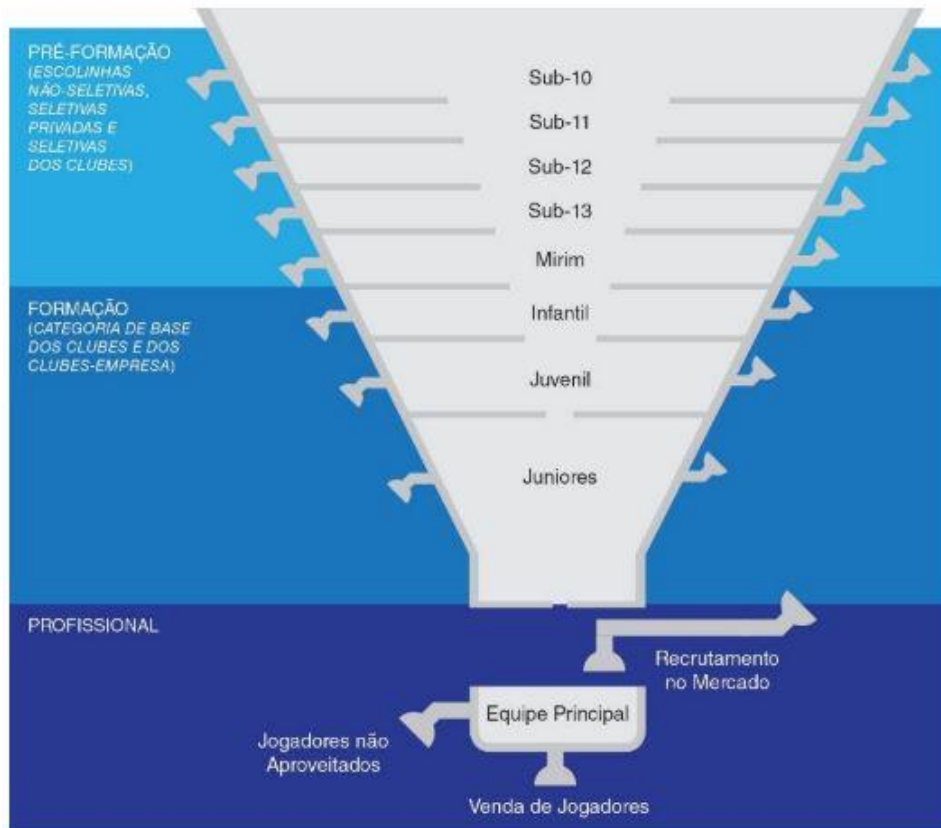 PRÉ-FORMAÇÃO
(ESCOLINHAS
NÃO-SELETIVAS,
SELETIVAS
PRIVADAS E
SELETIVAS
DOS CLUBES)
Sub-10
Sub-11
Sub-12
Sub-13
Mirim
FORMAÇÃO
(CATEGORIA DE BASE
DOS CLUBES E DOS
CLUBES-EMPRESA)
Infantil
Juvenil
Juniores
PROFISSIONAL
Recrutamento
no Mercado
Equipe Principal
Jogadores não
Aproveitados
Venda de Jogadores